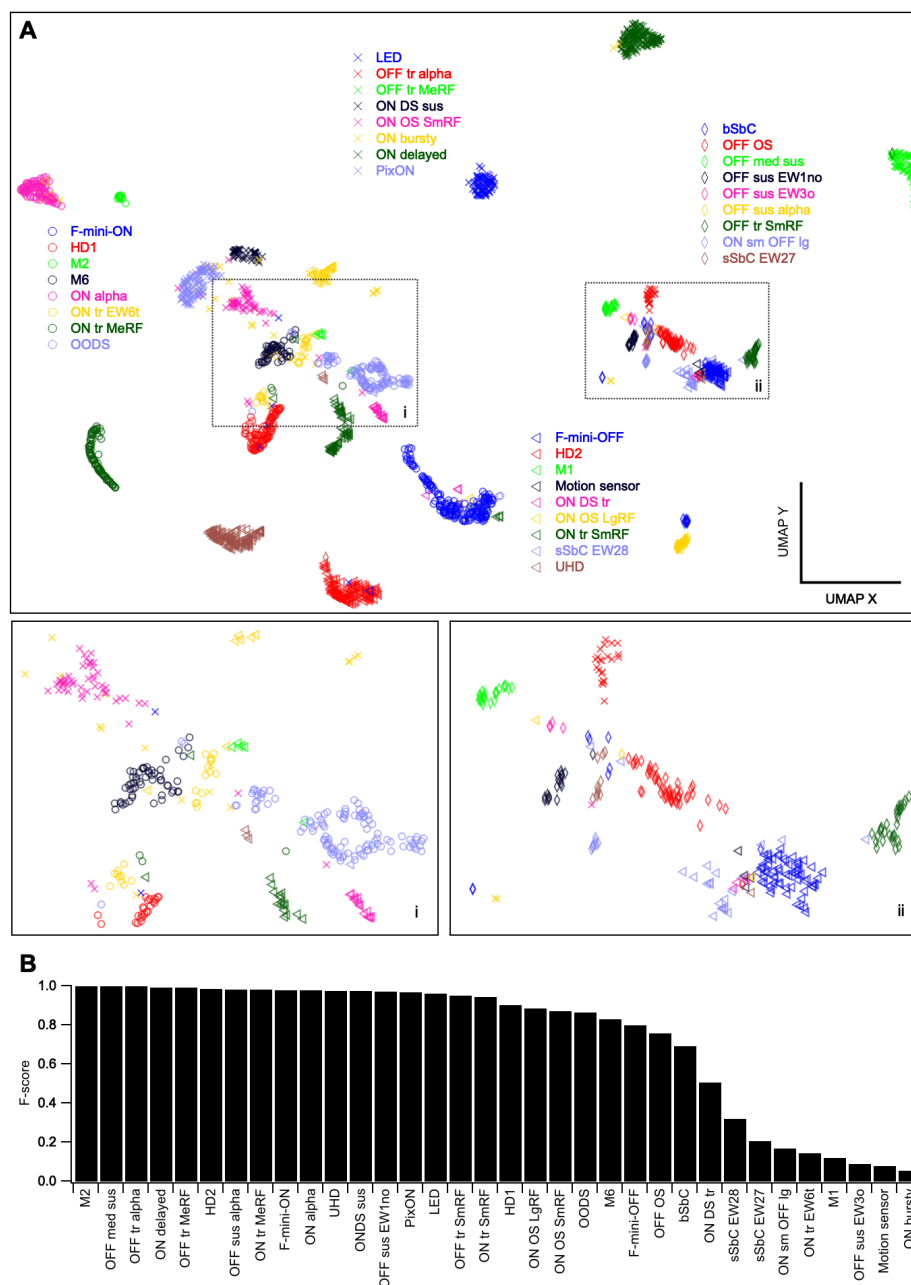 A
LED
OFF tr alpha
OFF tr MeRF
ON DS sus
ON OS SmRF
ON bursty
ON delayed
PixON
bSbC
OFF OS
OFF med sus
OFF sus EW1no
OFF sus EW3o
OFF sus alpha
OFF tr SmRF
ON sm OFF lg
sSbC EW27
F-mini-ON
HD1
M2
M6
ON alpha
ON tr EW6t
ON tr MeRF
OODS
i
ii
F-mini-OFF
HD2
M1
Motion sensor
ON DS tr
ON OS LgRF
ON tr SmRF
sSbC EW28
UHD
UMAP Y
UMAP X
i
ii
B
F-score
1.0
0.8
0.6
0.4
0.2
0.0
M2
OFF med sus
OFF tr alpha
ON delayed
OFF tr MeRF
HD2
OFF sus alpha
ON tr MeRF
F-mini-ON
ON alpha
UHD
ONDS sus
OFF sus EW1no
PixON
LED
OFF tr SmRF
ON tr SmRF
HD1
ON OS LgRF
ON OS SmRF
OODS
M6
F-mini-OFF
OFF OS
bSbC
ON DS tr
sSbC EW28
sSbC EW27
ON sm OFF lg
ON tr EW6t
M1
OFF sus EW3o
Motion sensor
ON bursty